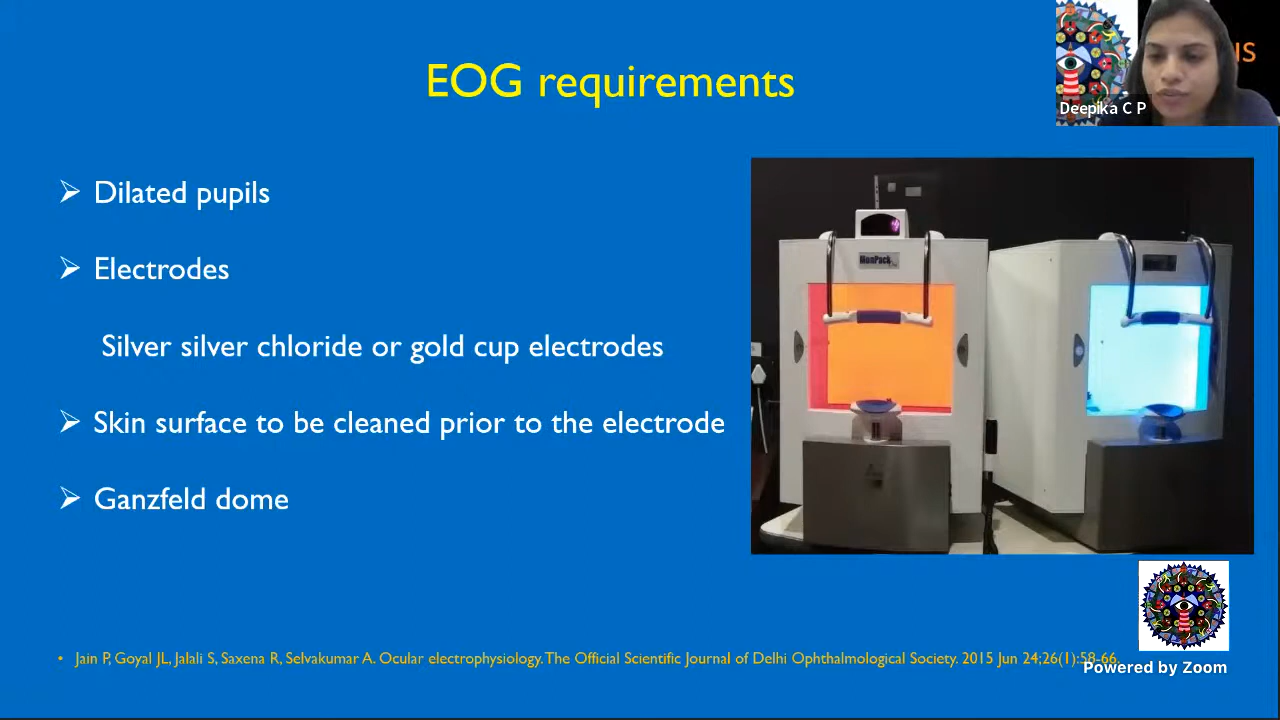 EOG requirements
IS
Deepika C P
➢ Dilated pupils
➢ Electrodes
Silver silver chloride or gold cup electrodes
➢ Skin surface to be cleaned prior to the electrode
➢ Ganzfeld dome
MonPack
• Jain P, Goyal JL, Jalali S, Saxena R, Selvakumar A. Ocular electrophysiology. The Official Scientific Journal of Delhi Ophthalmological Society. 2015 Jun 24;26(1):58-66.
Powered by Zoom